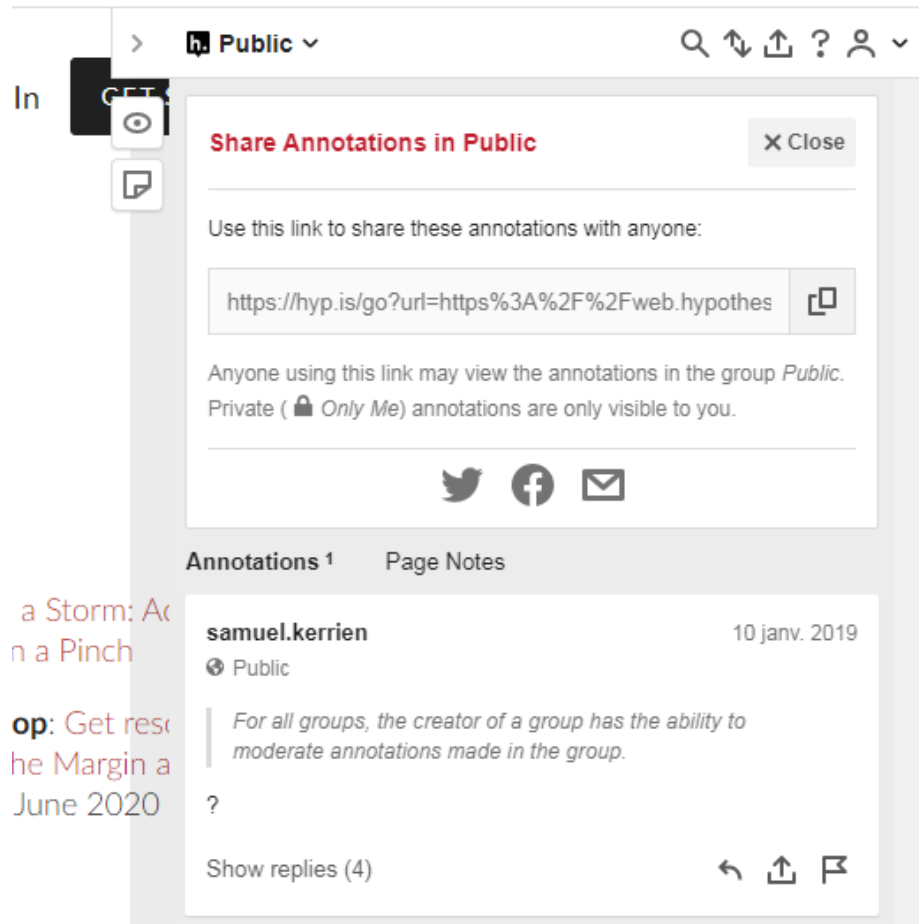 h. Public
In
GET S
Share Annotations in Public
Close
Use this link to share these annotations with anyone:
https://hyp.is/go?url=https%3A%2F%2Fweb.hypothes
Anyone using this link may view the annotations in the group Public.
Private ( Only Me) annotations are only visible to you.
Annotations 1 Page Notes
a Storm: Ac
n a Pinch
op: Get reso
he Margin a
June 2020
samuel.kerrien 10 janv. 2019
Public
For all groups, the creator of a group has the ability to
moderate annotations made in the group.
?
Show replies (4)